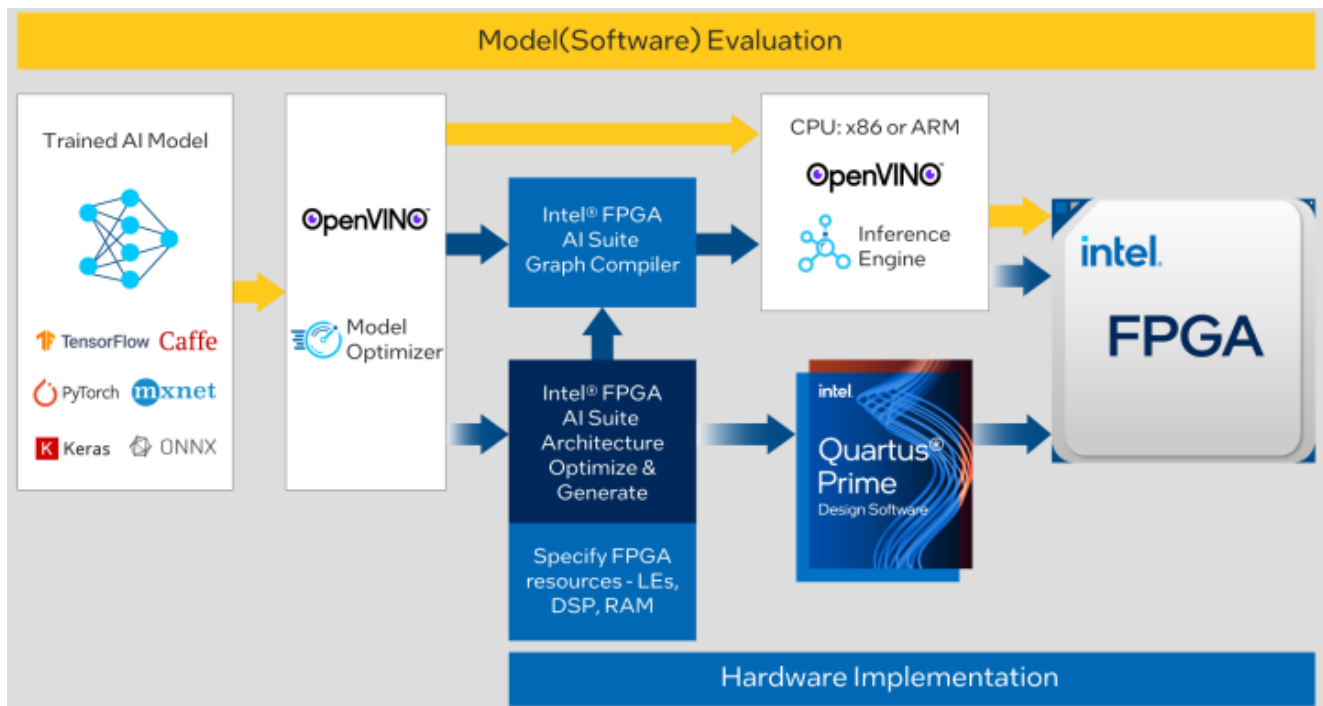 Model(Software) Evaluation
Trained AI Model
TensorFlow
Caffe
PyTorch
mxnet
Keras
ONNX
OpenVINO™
Model
Optimizer
Intel® FPGA
AI Suite
Graph Compiler
Intel® FPGA
AI Suite
Architecture
Optimize &
Generate
Specify FPGA
resources - LEs,
DSP, RAM
CPU: x86 or ARM
OpenVINO™
Inference
Engine
intel
Quartus®
Prime
Design Software
intel.
FPGA
Hardware Implementation